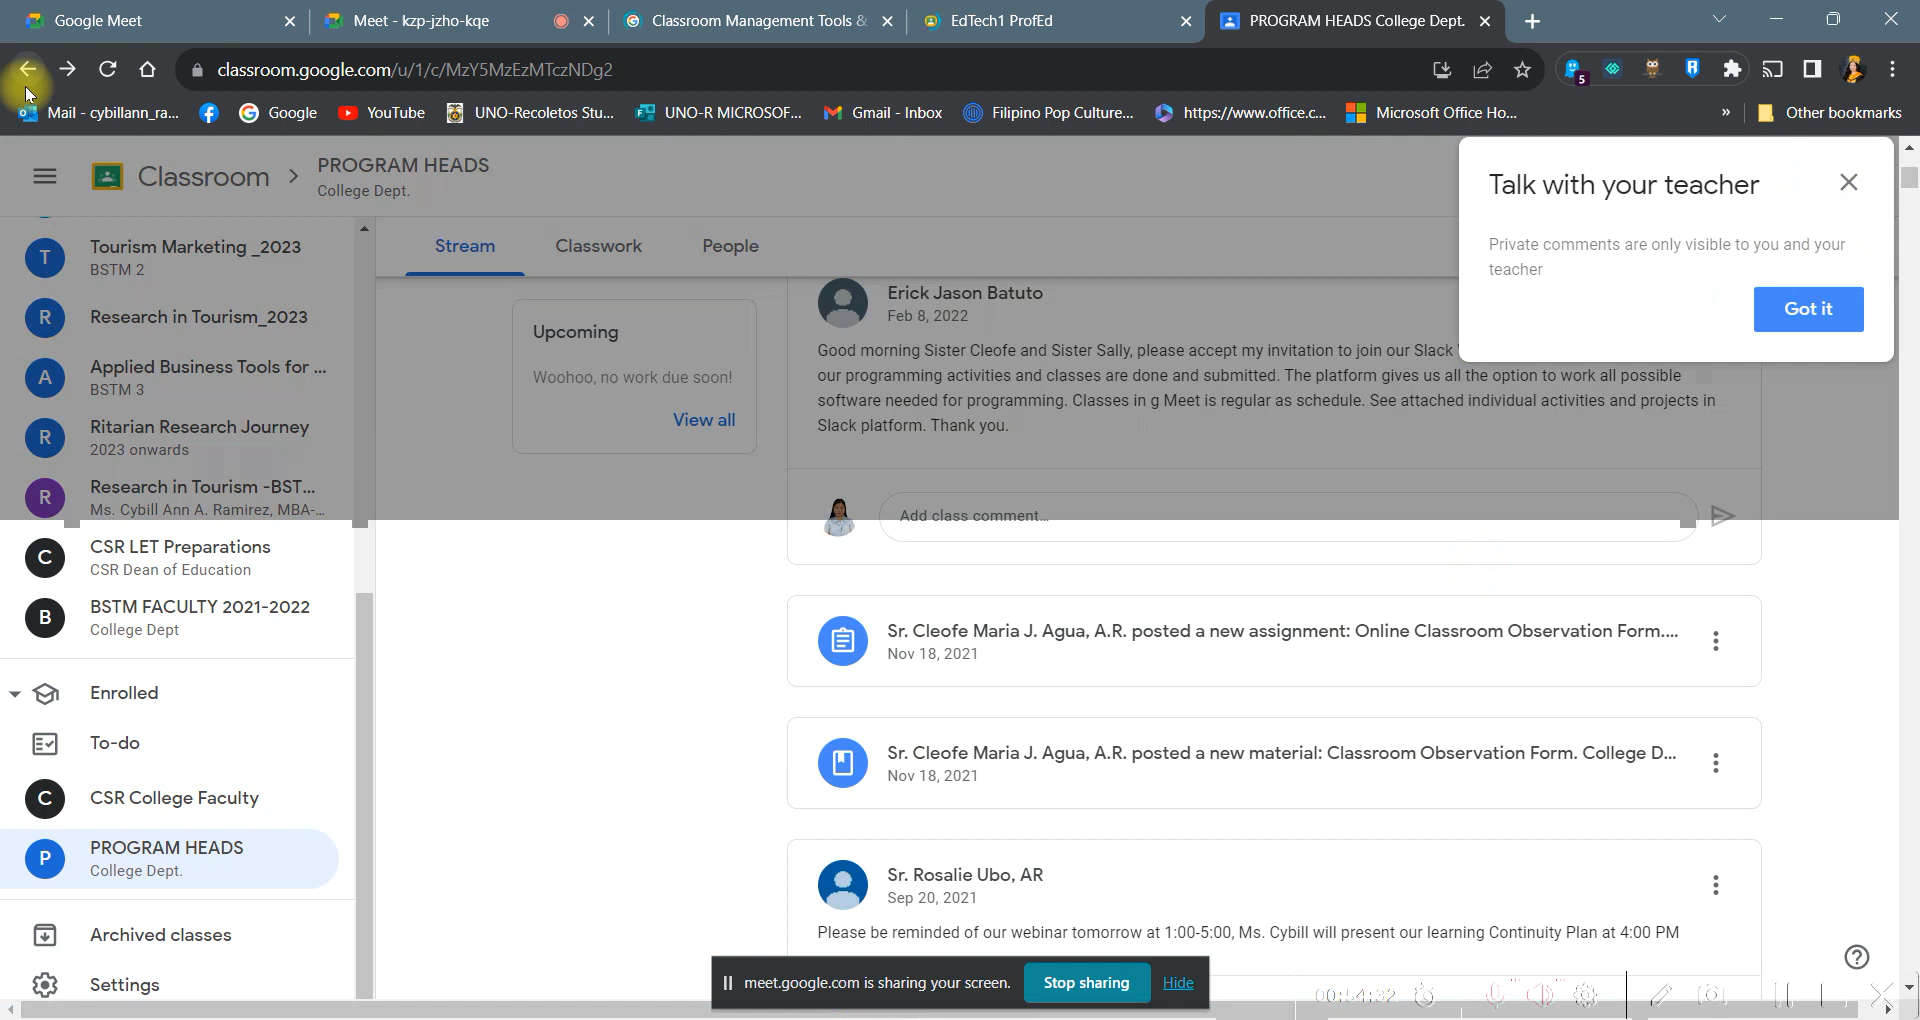 Google Meet
Meet - kzp-jzho-kqe
Classroom Management Tools &
EdTech1 ProfEd
PROGRAM HEADS College Dept.
classroom.google.com/u/1/c/MzY5MzEzMTczNDg2
5
Mail - cybillann_ra...
Google
YouTube
UNO-Recoletos Stu...
UNO-R MICROSOF...
Gmail - Inbox
Filipino Pop Culture...
https://www.office.c...
Microsoft Office Ho...
»
Other bookmarks
Classroom
PROGRAM HEADS
College Dept.
Talk with your teacher
Private comments are only visible to you and your
teacher
Got it
T
Tourism Marketing _2023
BSTM 2
R
Research in Tourism_2023
A
Applied Business Tools for ...
BSTM 3
R
Ritarian Research Journey
2023 onwards
R
Research in Tourism -BST...
Ms. Cybill Ann A. Ramirez, MBA-...
C
CSR LET Preparations
CSR Dean of Education
B
BSTM FACULTY 2021-2022
College Dept
Enrolled
To-do
C
CSR College Faculty
P
PROGRAM HEADS
College Dept.
Archived classes
Settings
Stream
Classwork
People
Upcoming
Woohoo, no work due soon!
View all
Erick Jason Batuto
Feb 8, 2022
Good morning Sister Cleofe and Sister Sally, please accept my invitation to join our Slack
our programming activities and classes are done and submitted. The platform gives us all the option to work all possible
software needed for programming. Classes in g Meet is regular as schedule. See attached individual activities and projects in
Slack platform. Thank you.
Add class comment...
Sr. Cleofe Maria J. Agua, A.R. posted a new assignment: Online Classroom Observation Form....
Nov 18, 2021
Sr. Cleofe Maria J. Agua, A.R. posted a new material: Classroom Observation Form. College D...
Nov 18, 2021
Sr. Rosalie Ubo, AR
Sep 20, 2021
Please be reminded of our webinar tomorrow at 1:00-5:00, Ms. Cybill will present our learning Continuity Plan at 4:00 PM
meet.google.com is sharing your screen.
Stop sharing
Hide
00:54:32